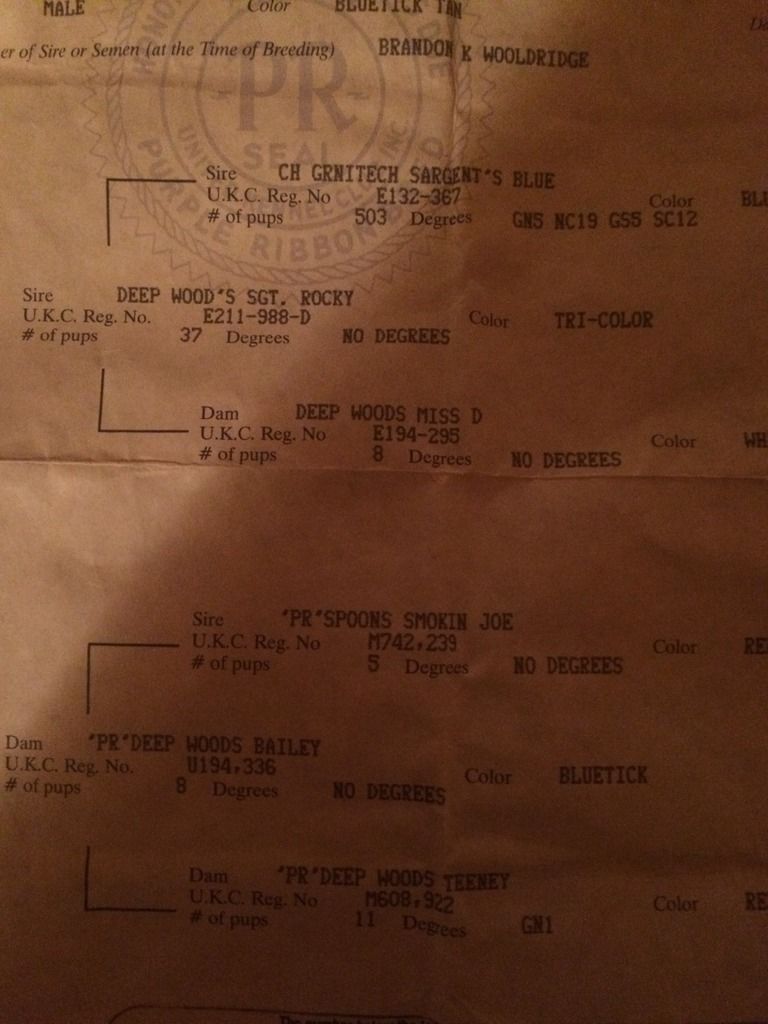 MALE Color BLUETICK TAN
er of Sire or Semen (at the Time of Breeding) BRANDON K WOOLDRIDGE
-PR-
SEAL
PURPLE RIBBON
Sire CH GRNITECH SARGENT'S BLUE
U.K.C. Reg. No E132-367 Color BLU
# of pups 503 Degrees GN5 NC19 GS5 SC12
Sire DEEP WOOD'S SGT. ROCKY
U.K.C. Reg. No. E211-988-D Color TRI-COLOR
# of pups 37 Degrees NO DEGREES
Dam DEEP WOODS MISS D
U.K.C. Reg. No E194-295 Color WH
# of pups 8 Degrees NO DEGREES
Sire 'PR'SPOONS SMOKIN JOE
U.K.C. Reg. No M742,239 Color RE
# of pups 5 Degrees NO DEGREES
Dam 'PR'DEEP WOODS BAILEY
U.K.C. Reg. No. U194,336 Color BLUETICK
# of pups 8 Degrees NO DEGREES
Dam 'PR'DEEP WOODS TEENEY
U.K.C. Reg. No M608,922 Color RE
# of pups 11 Degrees GN1